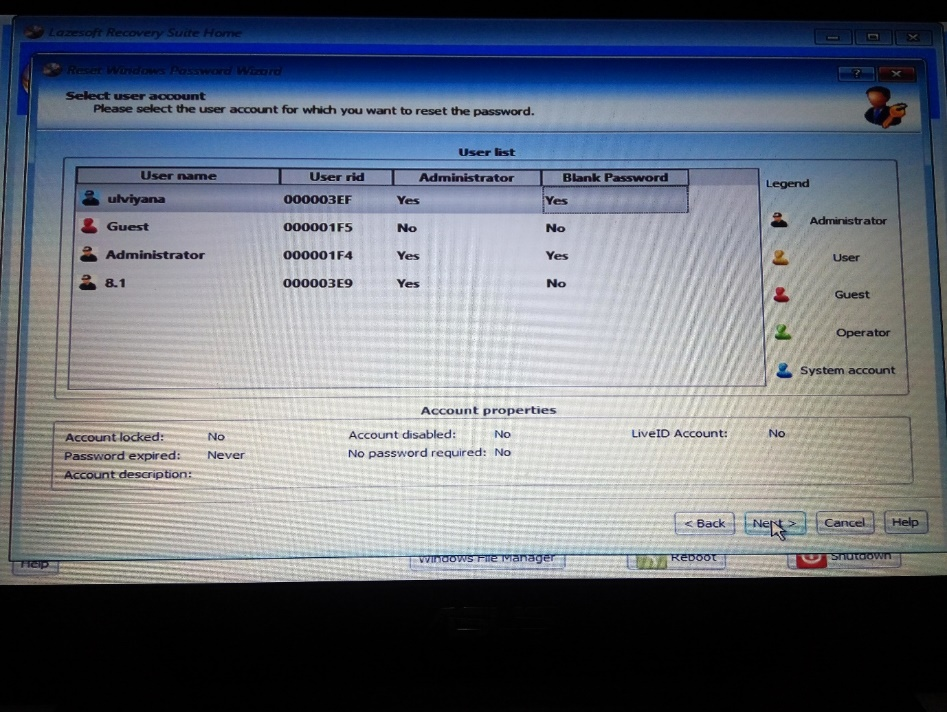 Lazesoft Recovery Suite Home
Reset Windows Password Wizard
Select user account
Please select the user account for which you want to reset the password.
User list
User name User rid Administrator Blank Password
ulviyana 000003EF Yes Yes
Guest 000001F5 No No
Administrator 000001F4 Yes Yes
8.1 000003E9 Yes No
Legend
Administrator
User
Guest
Operator
System account
Account properties
Account locked: No Account disabled: No LiveID Account: No
Password expired: Never No password required: No
Account description:
< Back Next > Cancel Help
Help Windows File Manager Reboot Shutdown